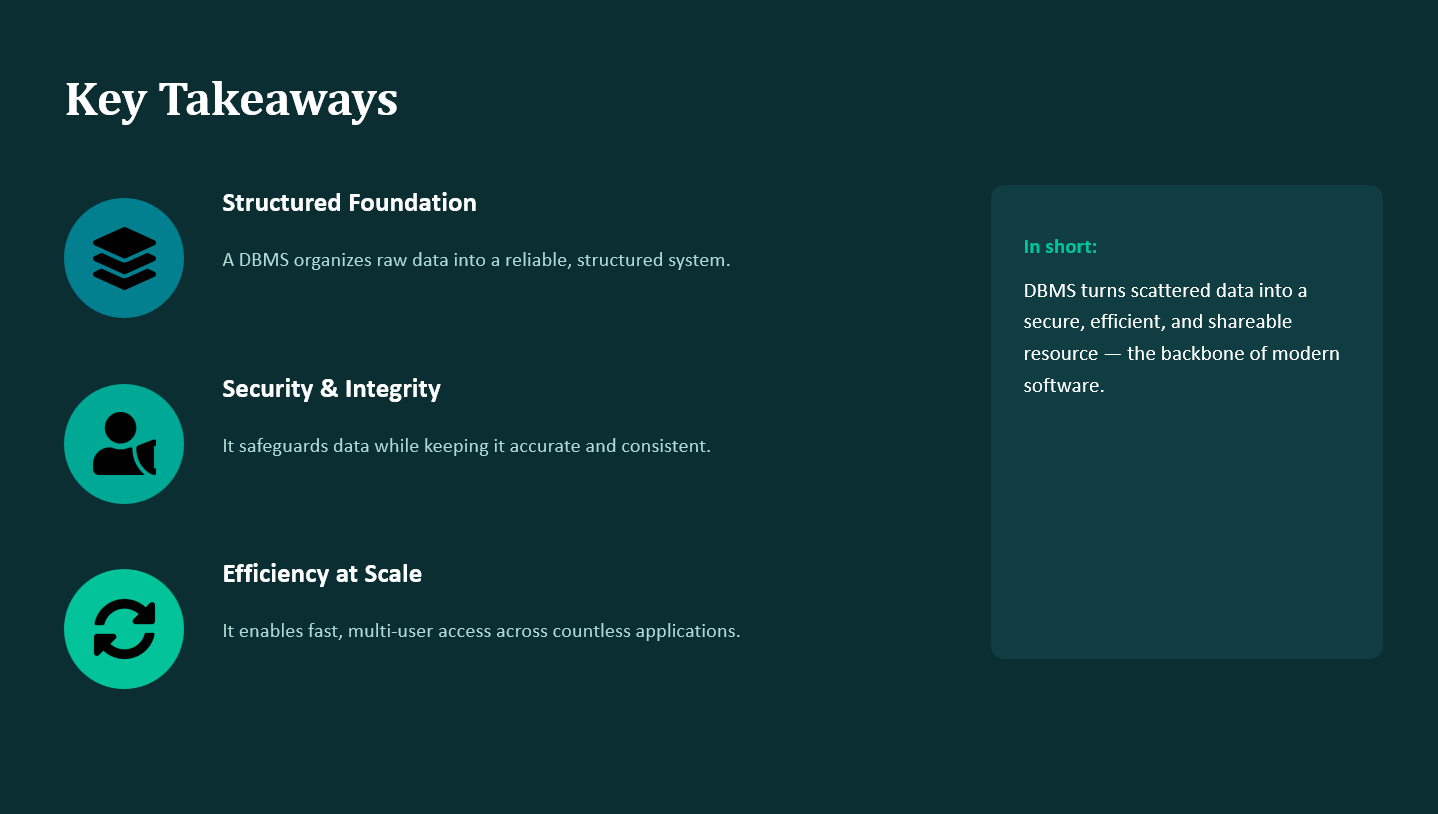 Key Takeaways
Structured Foundation
A DBMS organizes raw data into a reliable, structured system.
Security & Integrity
It safeguards data while keeping it accurate and consistent.
Efficiency at Scale
It enables fast, multi-user access across countless applications.
In short:
DBMS turns scattered data into a
secure, efficient, and shareable
resource — the backbone of modern
software.